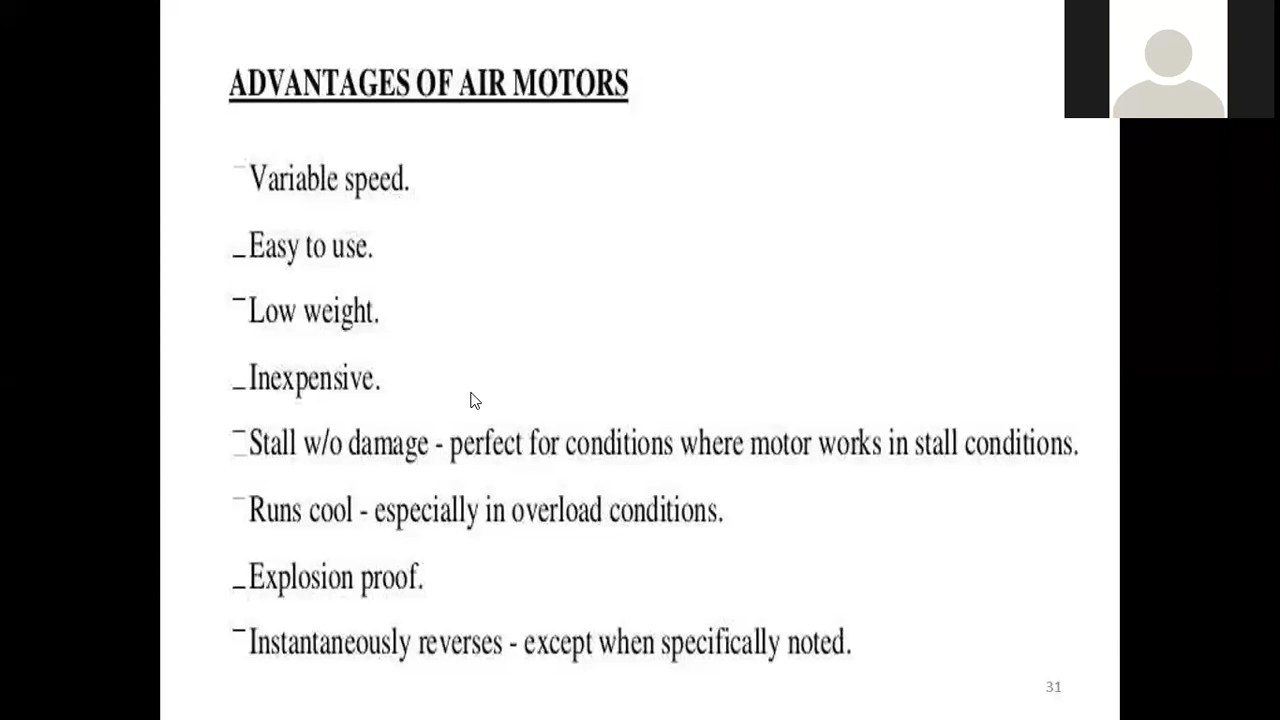 ADVANTAGES OF AIR MOTORS
Variable speed.
Easy to use.
Low weight.
Inexpensive.
Stall w/o damage - perfect for conditions where motor works in stall conditions.
Runs cool - especially in overload conditions.
Explosion proof.
Instantaneously reverses - except when specifically noted.
31